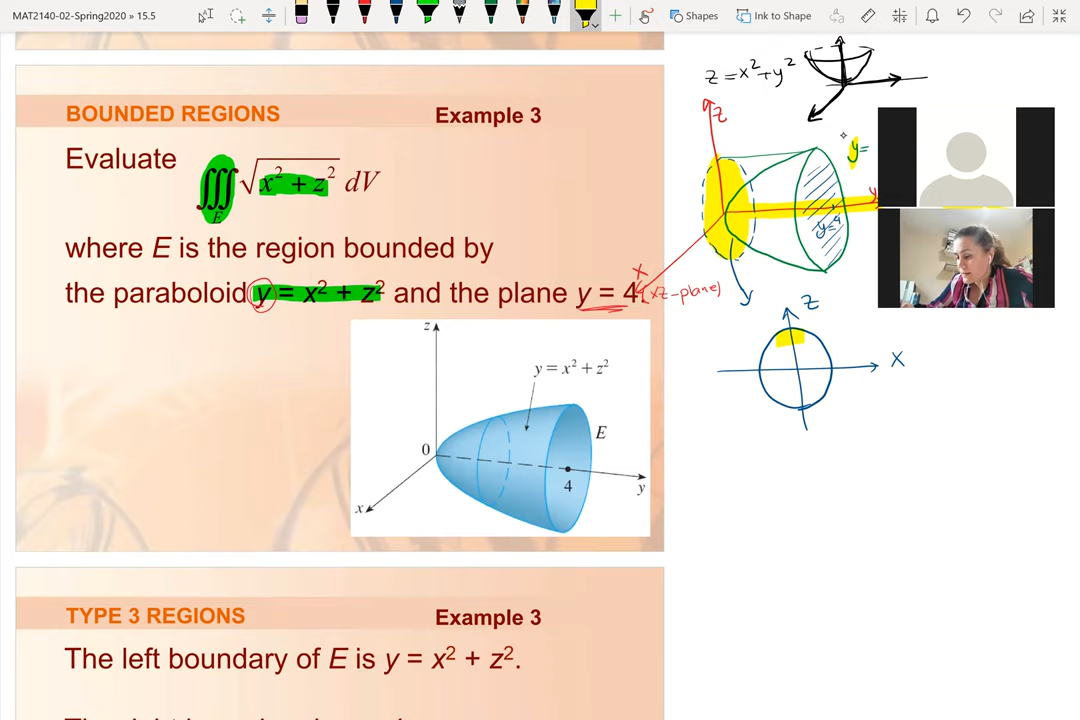 MAT2140-02-Spring2020 » 15.5
Shapes
Ink to Shape
BOUNDED REGIONS
Example 3
Evaluate ∭E √x² + z² dV
where E is the region bounded by
the paraboloid y = x² + z² and the plane y = 4
(xz-plane)
z
y = x² + z²
E
0
4
y
x
z = x² + y²
z
y=
y
y=4
x
z
x
TYPE 3 REGIONS
Example 3
The left boundary of E is y = x² + z².